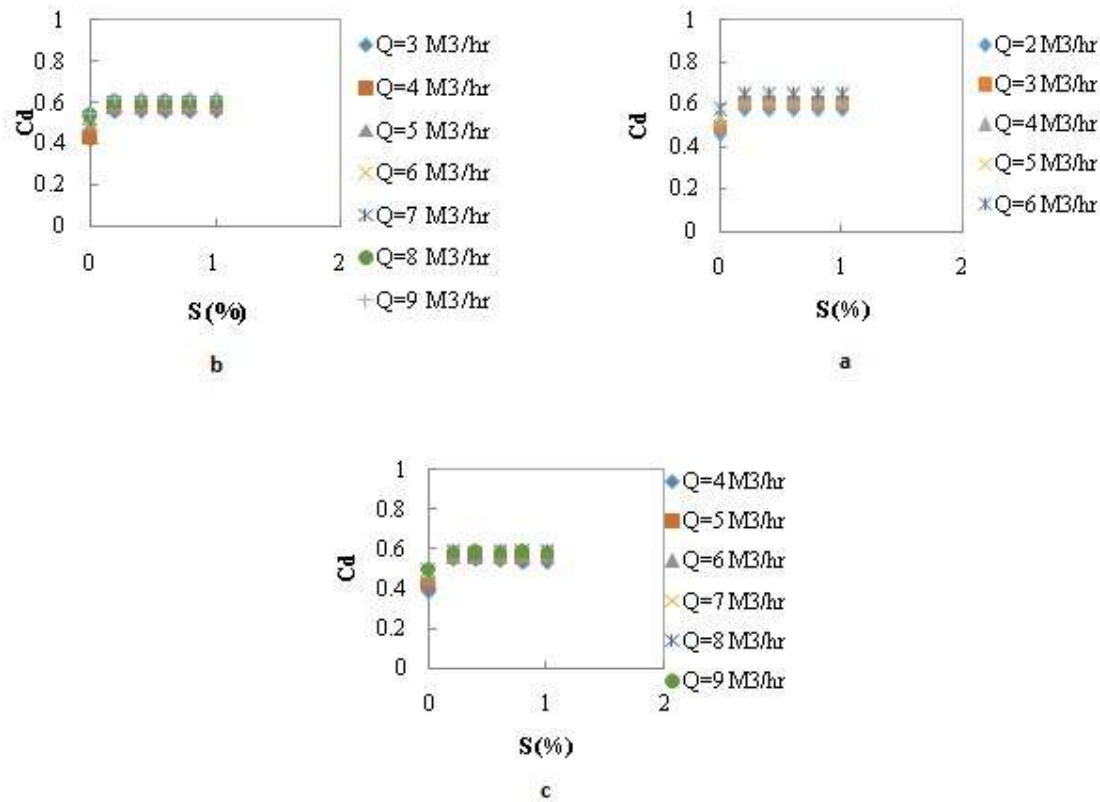 1
0.8
0.6
0.4
0.2
0
Cd
0
1
2
S(%)
Q=3 M3/hr
Q=4 M3/hr
Q=5 M3/hr
Q=6 M3/hr
Q=7 M3/hr
Q=8 M3/hr
Q=9 M3/hr
b
1
0.8
0.6
0.4
0.2
0
Cd
0
1
2
S(%)
Q=2 M3/hr
Q=3 M3/hr
Q=4 M3/hr
Q=5 M3/hr
Q=6 M3/hr
a
1
0.8
0.6
0.4
0.2
0
Cd
0
1
2
S(%)
Q=4 M3/hr
Q=5 M3/hr
Q=6 M3/hr
Q=7 M3/hr
Q=8 M3/hr
Q=9 M3/hr
c